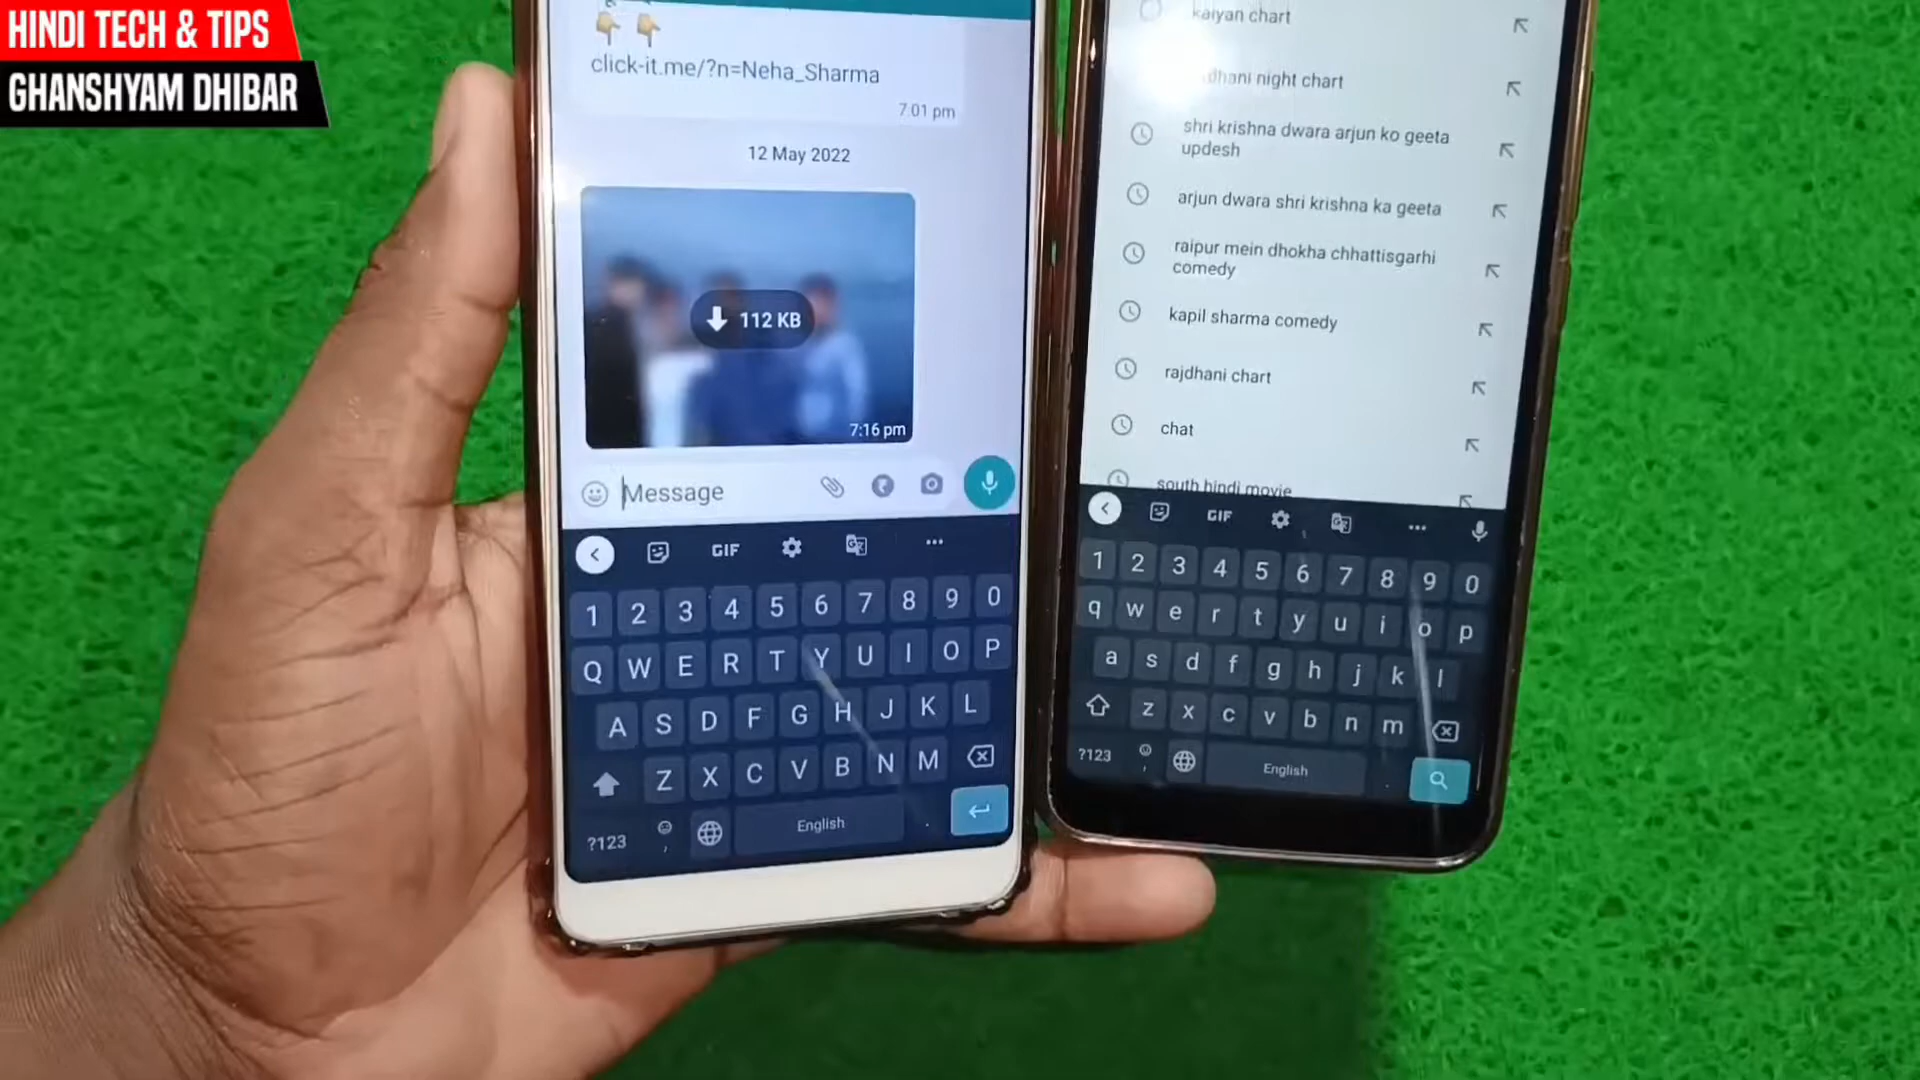 HINDI TECH & TIPS
GHANSHYAM DHIBAR
click-it.me/?n=Neha_Sharma
7:01 pm
12 May 2022
112 KB
7:16 pm
Message
GIF
1 2 3 4 5 6 7 8 9 0
Q W E R T Y U I O P
A S D F G H J K L
Z X C V B N M
?123 , English .
kalyan chart
dhani night chart
shri krishna dwara arjun ko geeta
updesh
arjun dwara shri krishna ka geeta
raipur mein dhokha chhattisgarhi
comedy
kapil sharma comedy
rajdhani chart
chat
south hindi movie
GIF
1 2 3 4 5 6 7 8 9 0
q w e r t y u i o p
a s d f g h j k l
z x c v b n m
?123 , English .